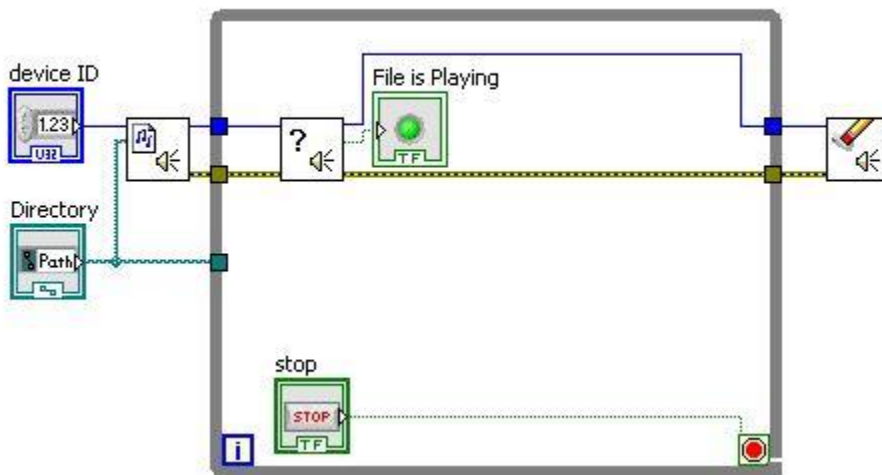 device ID
1.23
U32
File is Playing
?
TF
Directory
Path
stop
STOP
TF
i